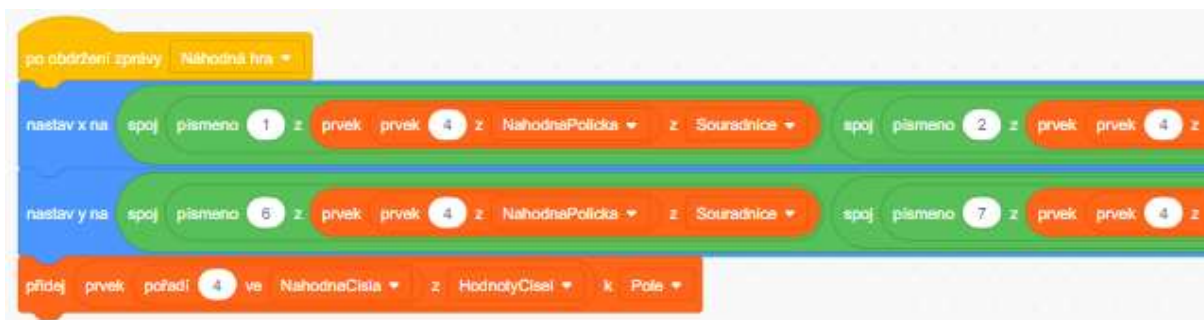 po obdržení zprávy Náhodná hra
nastav x na spoj písmeno 1 z prvek prvek 4 z NahodnaPolicka z Souradnice spoj písmeno 2 z prvek prvek 4 z
nastav y na spoj písmeno 6 z prvek prvek 4 z NahodnaPolicka z Souradnice spoj písmeno 7 z prvek prvek 4 z
přidej prvek pořadí 4 ve NahodnaCisla z HodnotyCisel k Pole